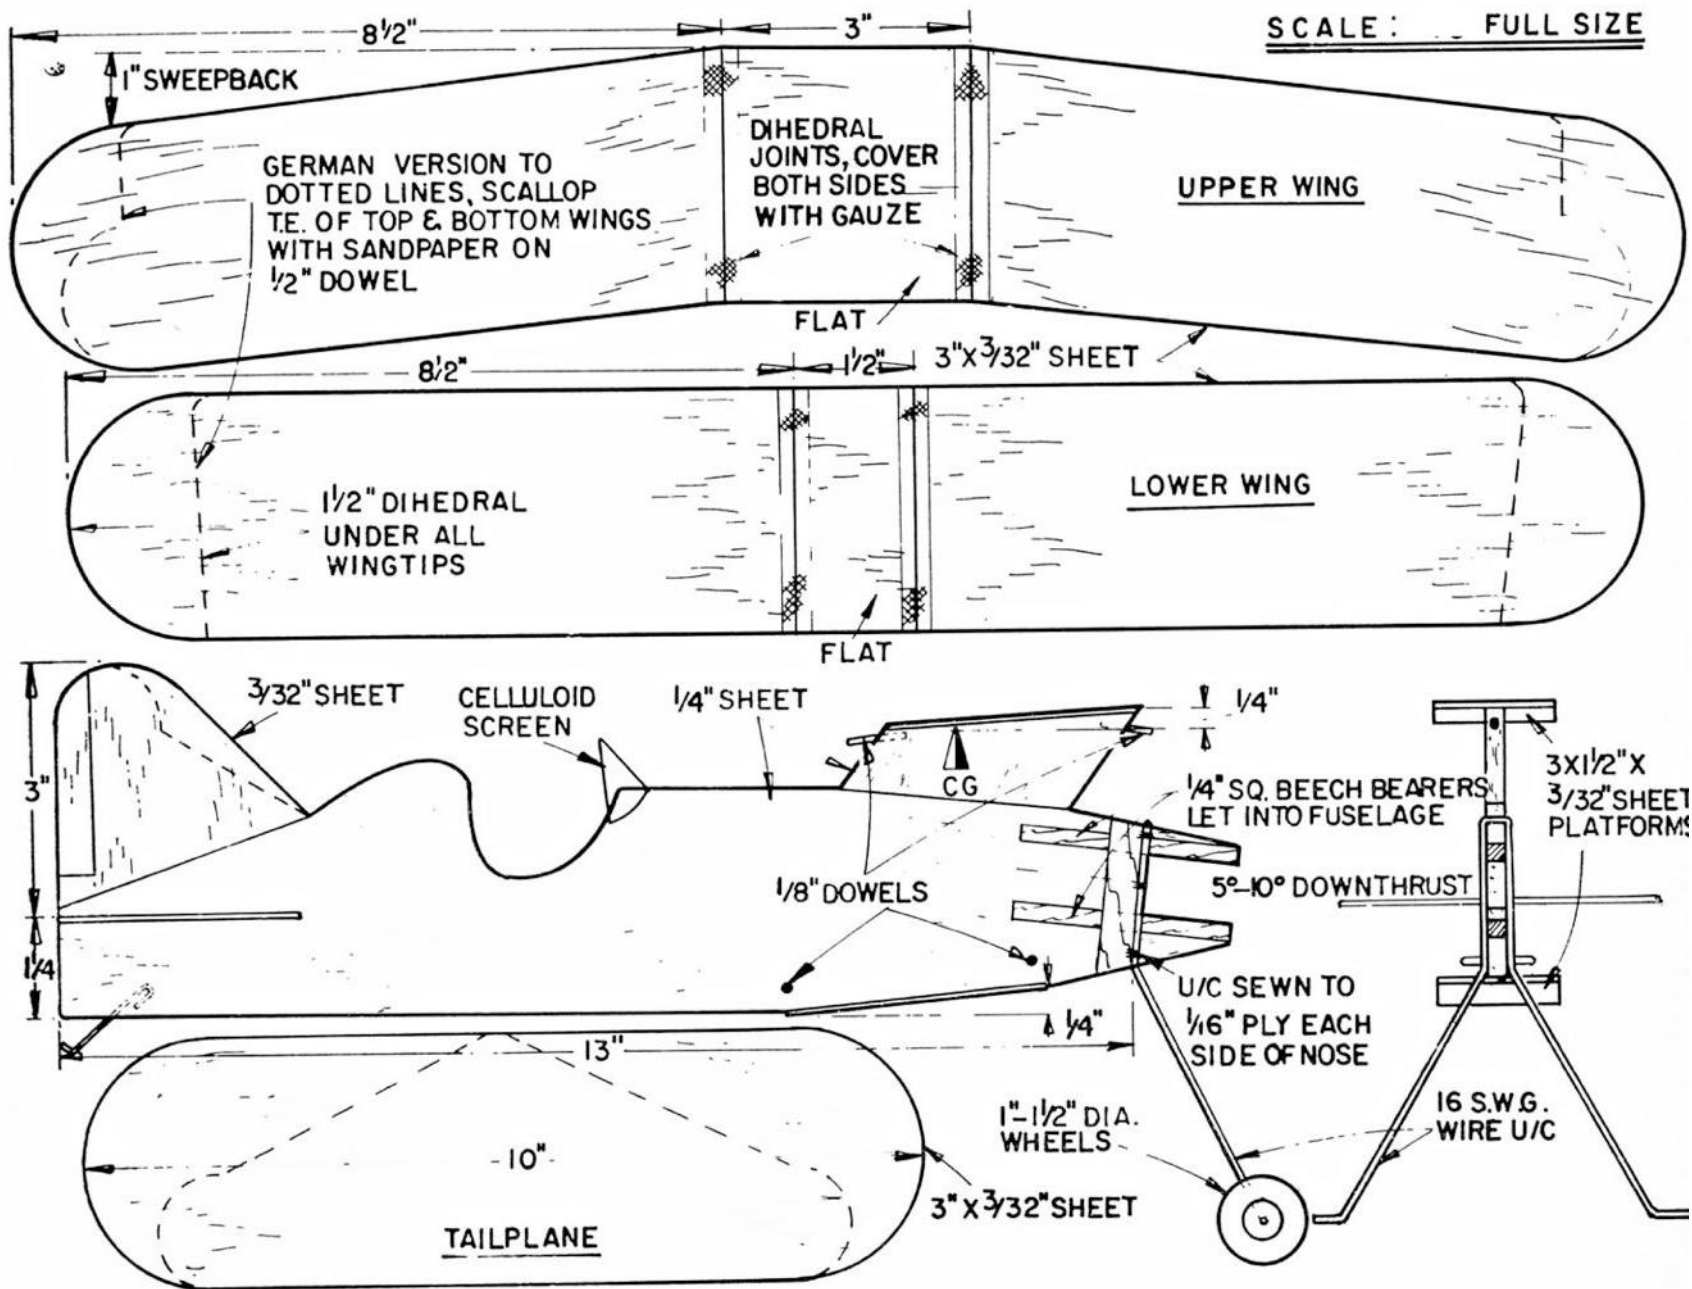 8½"
3"
SCALE: FULL SIZE
1" SWEEPBACK
GERMAN VERSION TO
DOTTED LINES, SCALLOP
T.E. OF TOP & BOTTOM WINGS
WITH SANDPAPER ON
½" DOWEL
DIHEDRAL
JOINTS, COVER
BOTH SIDES
WITH GAUZE
UPPER WING
FLAT
8½"
1½"
3" X 3/32" SHEET
1½" DIHEDRAL
UNDER ALL
WINGTIPS
LOWER WING
FLAT
3/32" SHEET
CELLULOID
SCREEN
1/4" SHEET
1/4"
3"
CG
1/4" SQ. BEECH BEARERS
LET INTO FUSELAGE
3X1½" X
3/32" SHEET
PLATFORMS
1/8" DOWELS
5°-10° DOWNTHRUST
1/4
U/C SEWN TO
1/16" PLY EACH
SIDE OF NOSE
1/4"
13"
1"-1½" DIA.
WHEELS
16 S.W.G.
WIRE U/C
10"
3" X 3/32" SHEET
TAILPLANE